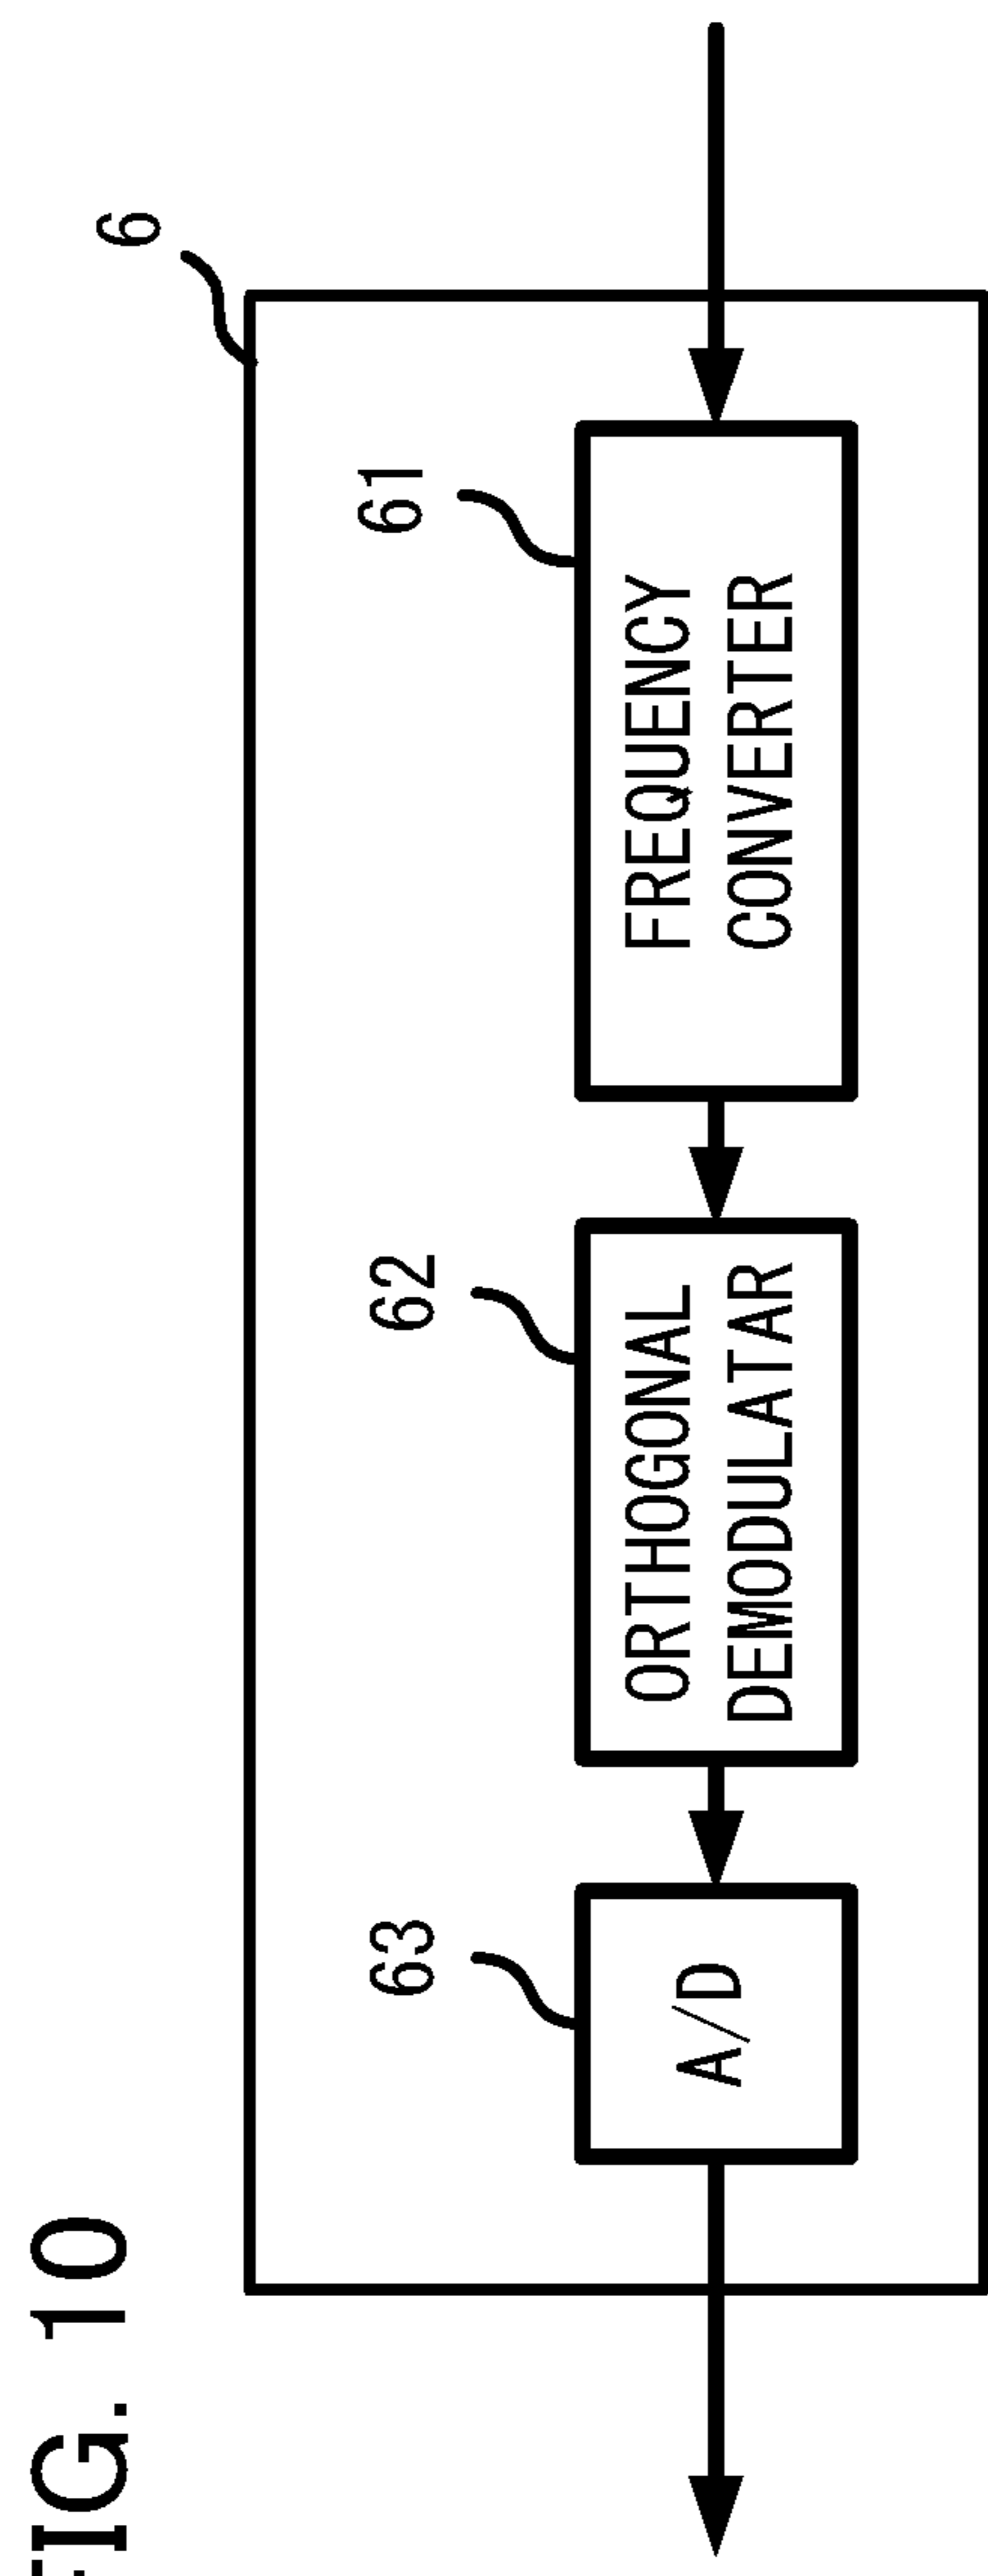 FIG. 10
6
63
62
61
A/D
ORTHOGONAL
DEMODULATAR
FREQUENCY
CONVERTER